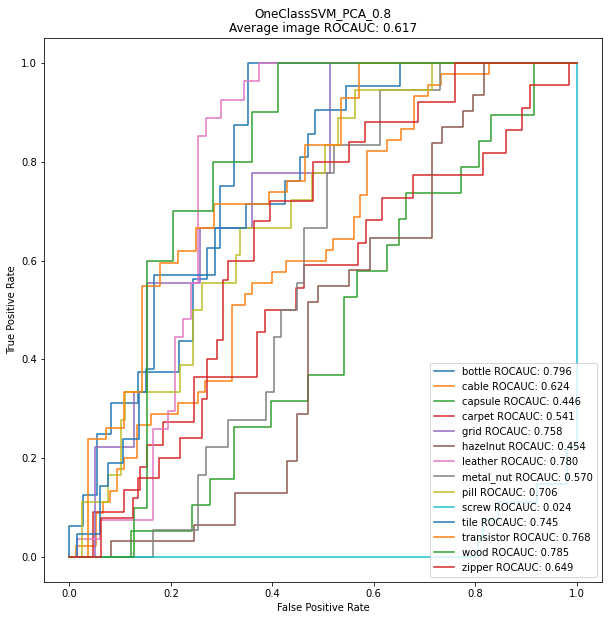 OneClassSVM_PCA_0.8
Average image ROCAUC: 0.617
True Positive Rate
1.0
0.8
0.6
0.4
0.2
0.0
bottle ROCAUC: 0.796
cable ROCAUC: 0.624
capsule ROCAUC: 0.446
carpet ROCAUC: 0.541
grid ROCAUC: 0.758
hazelnut ROCAUC: 0.454
leather ROCAUC: 0.780
metal_nut ROCAUC: 0.570
pill ROCAUC: 0.706
screw ROCAUC: 0.024
tile ROCAUC: 0.745
transistor ROCAUC: 0.768
wood ROCAUC: 0.785
zipper ROCAUC: 0.649
0.0 0.2 0.4 0.6 0.8 1.0
False Positive Rate